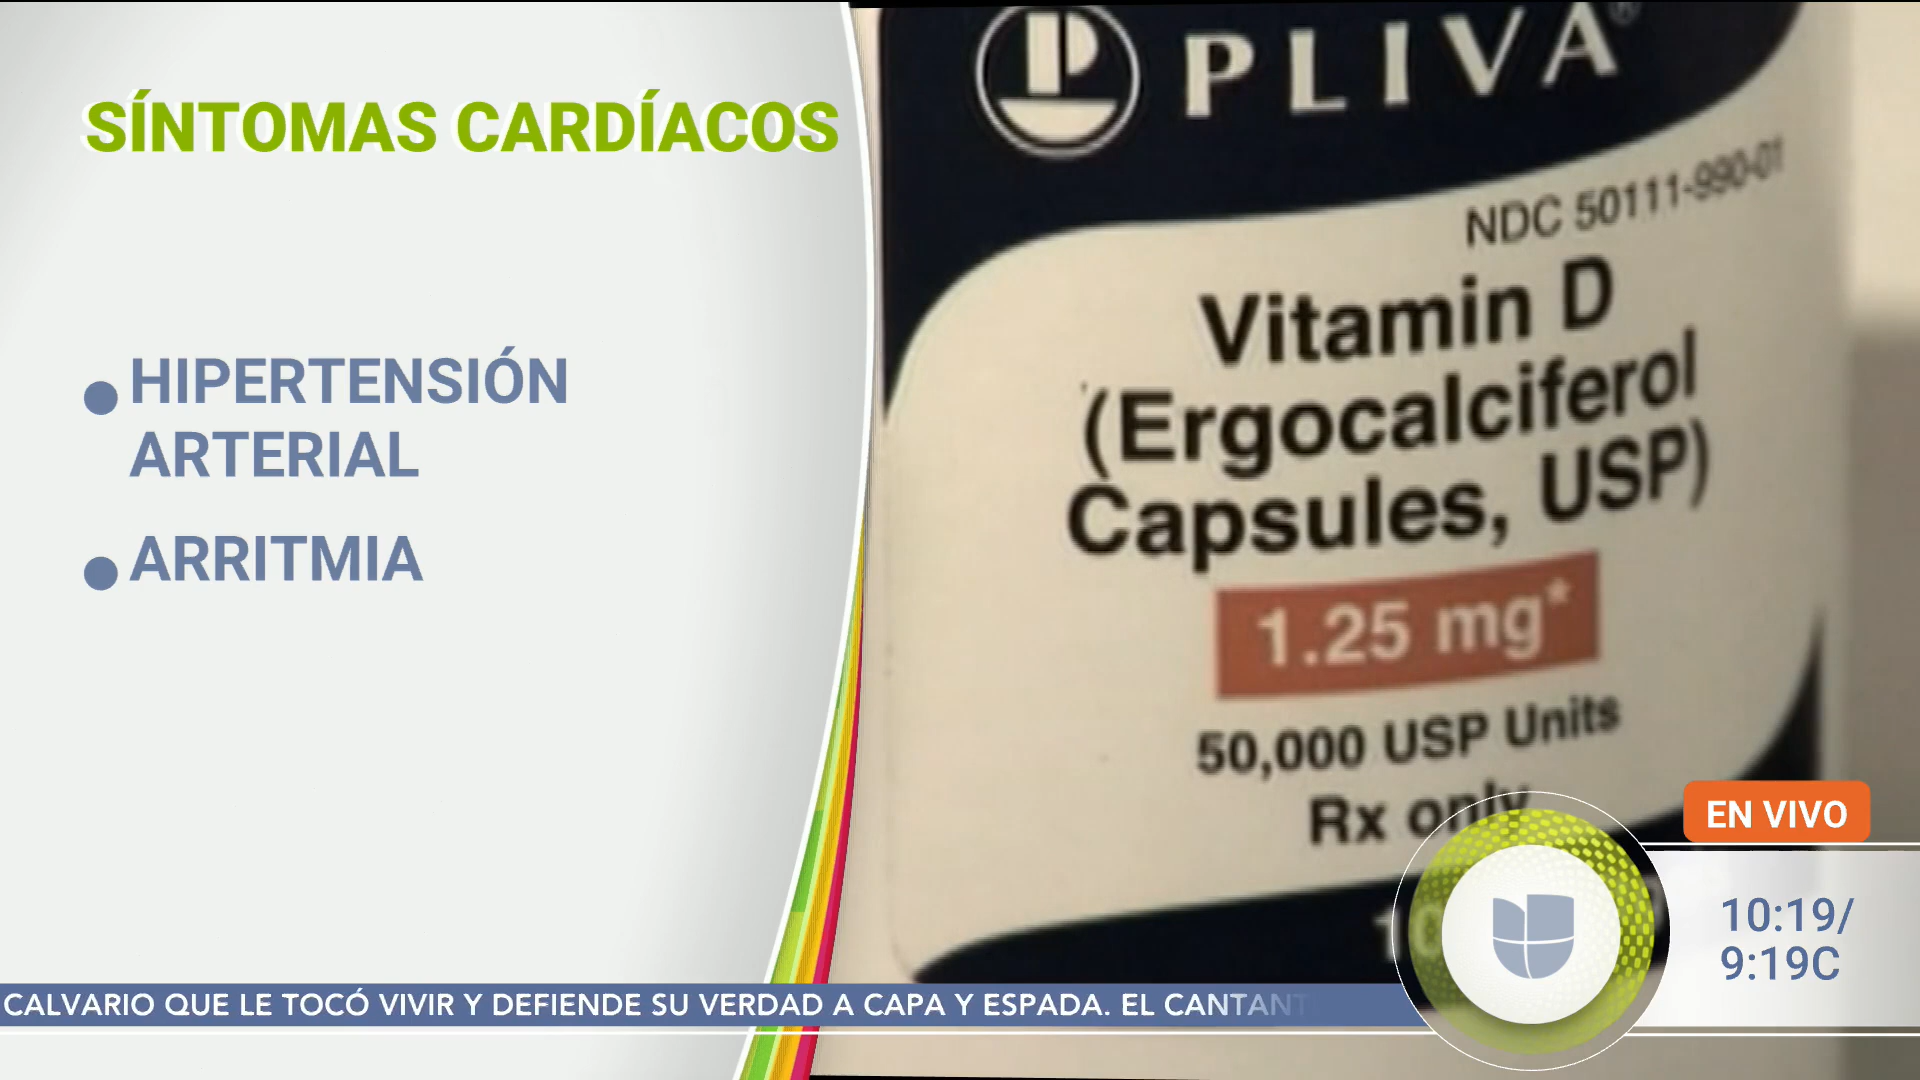 SÍNTOMAS CARDÍACOS
HIPERTENSIÓN
ARTERIAL
ARRITMIA
PLIVA®
NDC 50111-990-01
Vitamin D
(Ergocalciferol
Capsules, USP)
1.25 mg*
50,000 USP Units
Rx only
EN VIVO
10:19/
9:19C
CALVARIO QUE LE TOCÓ VIVIR Y DEFIENDE SU VERDAD A CAPA Y ESPADA. EL CANTANT